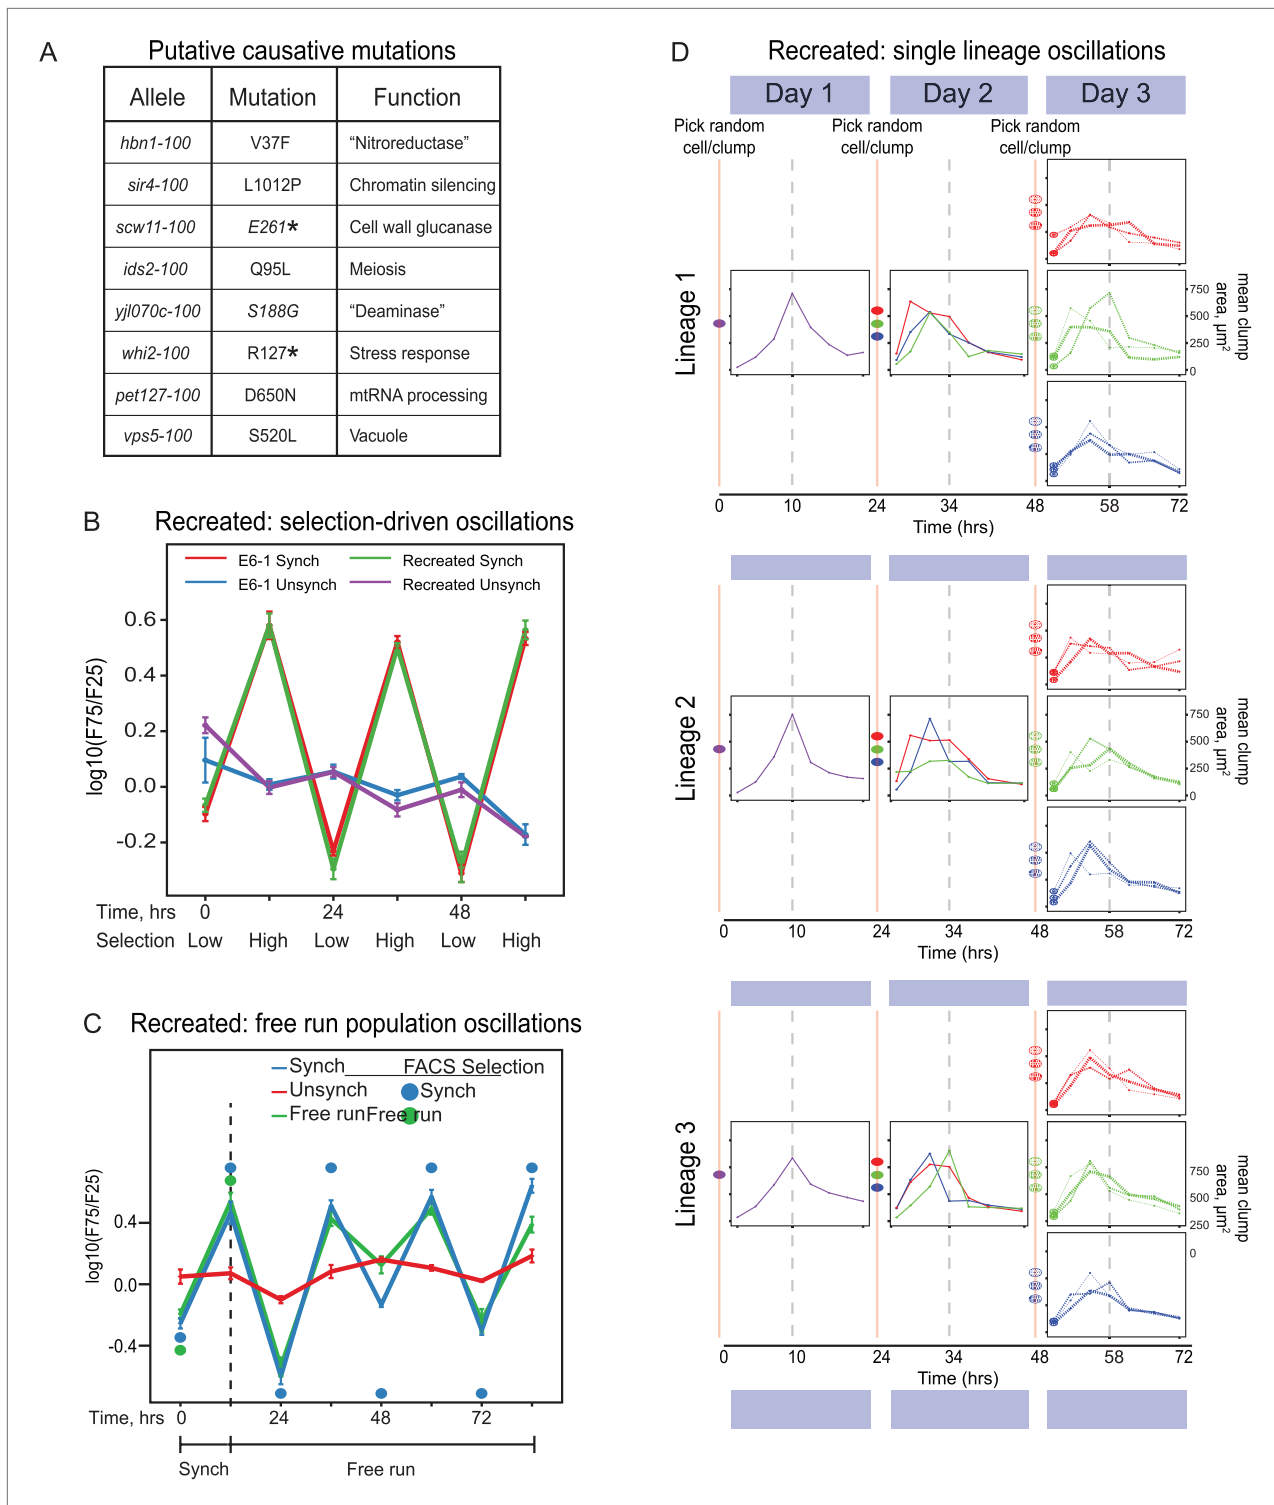 A
Putative causative mutations
Allele Mutation Function
hbn1-100 V37F “Nitroreductase”
sir4-100 L1012P Chromatin silencing
scw11-100 E261* Cell wall glucanase
ids2-100 Q95L Meiosis
yjl070c-100 S188G “Deaminase”
whi2-100 R127* Stress response
pet127-100 D650N mtRNA processing
vps5-100 S520L Vacuole
B
Recreated: selection-driven oscillations
E6-1 Synch
Recreated Synch
E6-1 Unsynch
Recreated Unsynch
log10(F75/F25)
0.6
0.4
0.2
0.0
-0.2
Time, hrs 0 24 48
Selection Low High Low High Low High
C
Recreated: free run population oscillations
Synch FACS Selection
Unsynch Synch
Free run Free run
log10(F75/F25)
0.4
0.0
-0.4
Time, hrs 0 24 48 72
Synch Free run
D
Recreated: single lineage oscillations
Day 1 Day 2 Day 3
Pick random
cell/clump
Pick random
cell/clump
Pick random
cell/clump
Lineage 1
750
500
250
0
mean clump
area, µm²
0 10 24 34 48 58 72
Time (hrs)
Lineage 2
750
500
250
0
mean clump
area, µm²
0 10 24 34 48 58 72
Time (hrs)
Lineage 3
750
500
250
0
mean clump
area, µm²
0 10 24 34 48 58 72
Time (hrs)